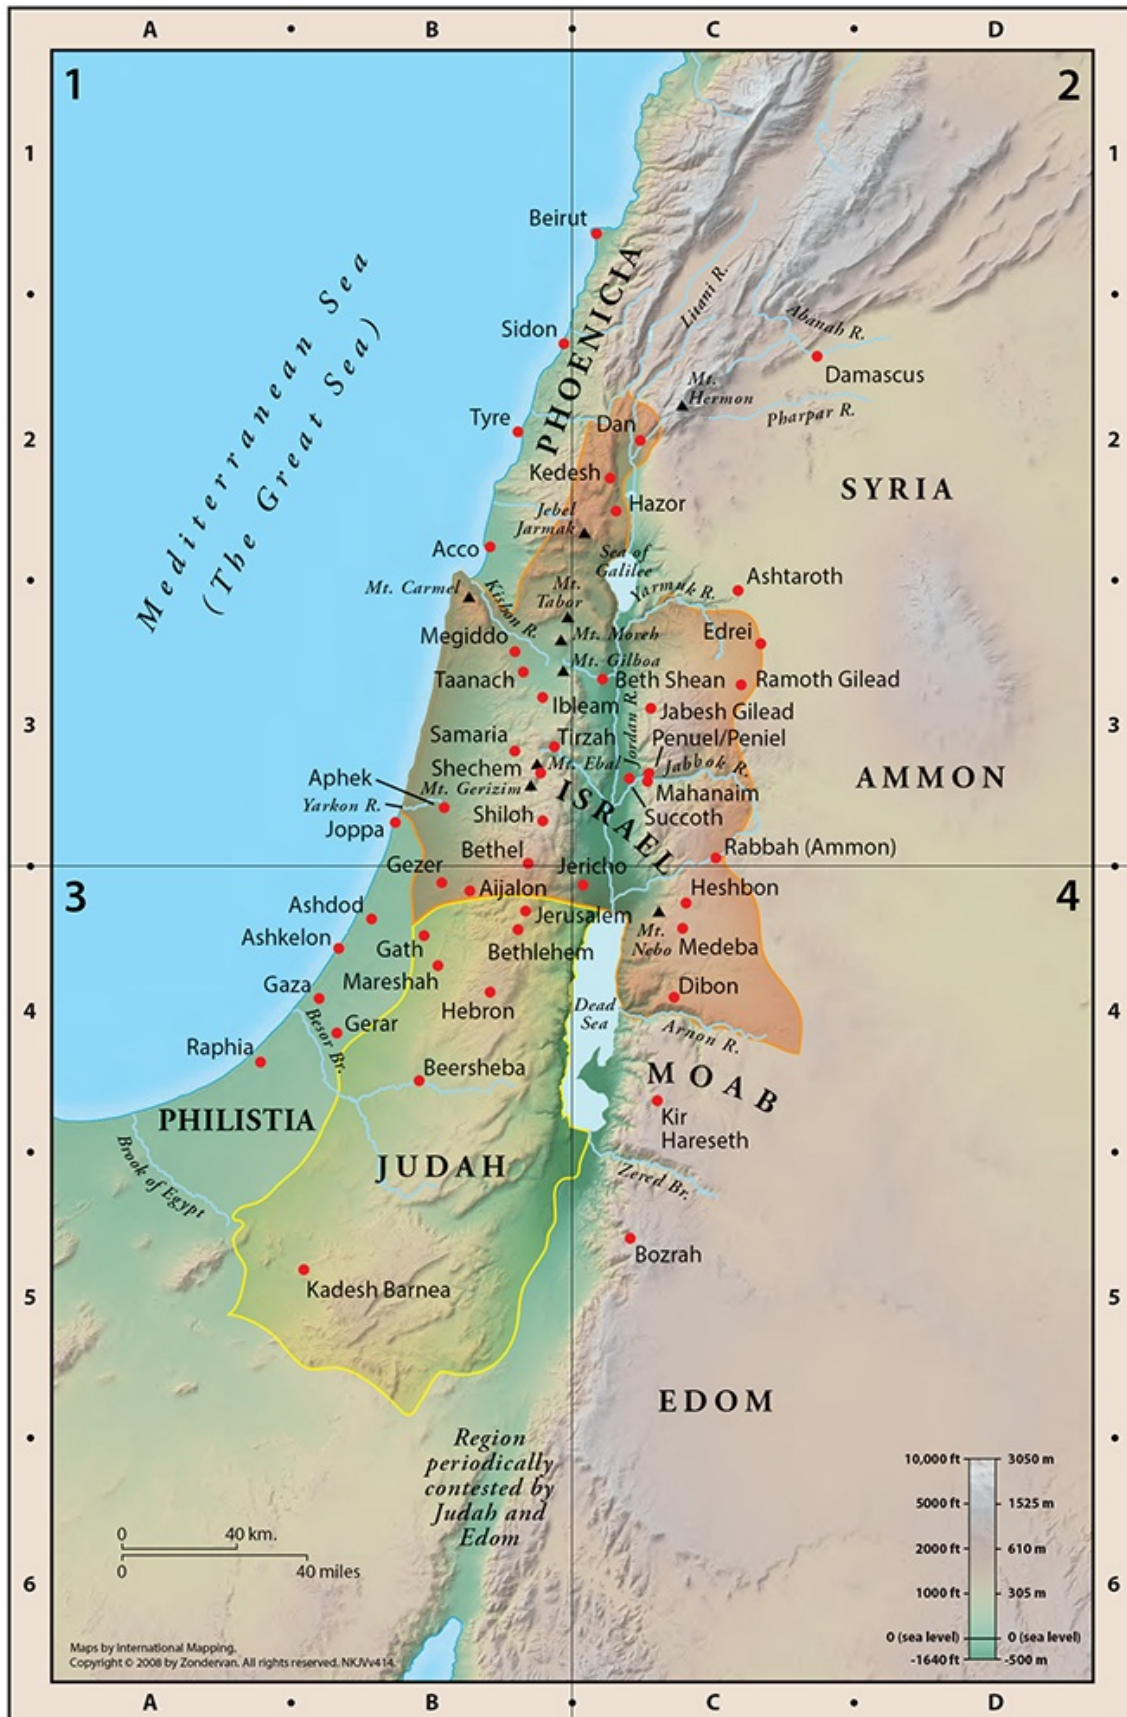 A
B
C
D
1
2
1
1
Beirut
PHOENICIA
Mediterranean Sea
(The Great Sea)
Litani R.
Sidon
Abanah R.
Damascus
Mt.
Hermon
Pharpar R.
Tyre
Dan
2
2
Kedesh
SYRIA
Hazor
Jebel
Jarmak
Acco
Sea of
Galilee
Ashtaroth
Mt. Carmel
Kishon R.
Mt.
Tabor
Yarmuk R.
Megiddo
Mt. Moreh
Edrei
Mt. Gilboa
Taanach
Beth Shean
Ramoth Gilead
Ibleam
Jordan R.
Jabesh Gilead
3
3
Samaria
Tirzah
Penuel/Peniel
Shechem
Mt. Ebal
Jabbok R.
Aphek
Mt. Gerizim
AMMON
Mahanaim
Yarkon R.
ISRAEL
Succoth
Joppa
Shiloh
Bethel
Rabbah (Ammon)
Gezer
Jericho
3
4
Aijalon
Heshbon
Ashdod
Jerusalem
Ashkelon
Gath
Bethlehem
Mt.
Nebo
Medeba
Mareshah
Gaza
Hebron
Dibon
4
4
Dead
Sea
Besor Br.
Gerar
Arnon R.
Raphia
Beersheba
MOAB
PHILISTIA
Kir
Hareseth
Brook of Egypt
JUDAH
Zered Br.
Bozrah
Kadesh Barnea
5
5
EDOM
Region
periodically
contested by
Judah and
Edom
10,000 ft
3050 m
5000 ft
1525 m
2000 ft
610 m
1000 ft
305 m
0 (sea level)
0 (sea level)
-1640 ft
-500 m
0
40 km.
0
40 miles
6
6
Maps by International Mapping.
Copyright © 2008 by Zondervan. All rights reserved. NKJVv414
A
B
C
D